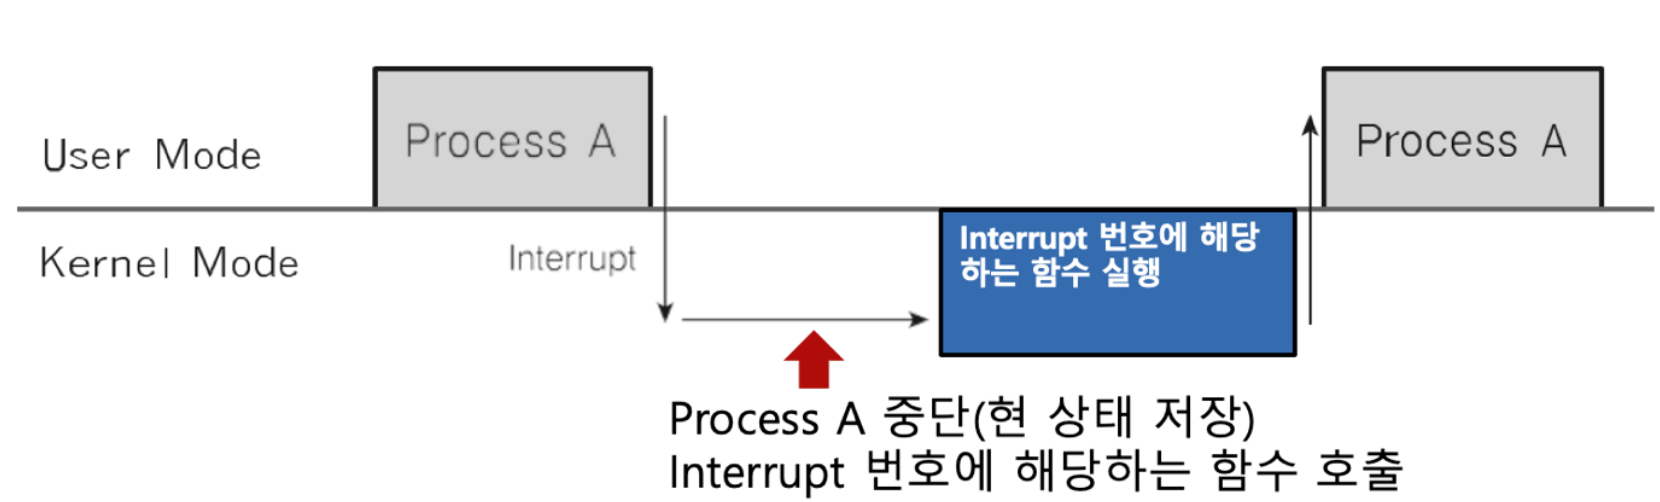 Process A
Process A
User Mode
Interrupt 번호에 해당
하는 함수 실행
Kernel Mode
Interrupt
Process A 중단(현 상태 저장)
Interrupt 번호에 해당하는 함수 호출